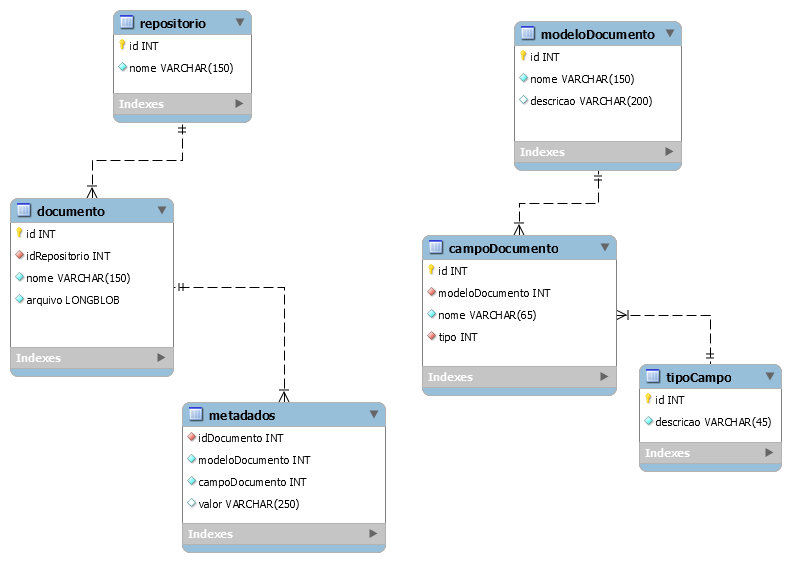 repositorio
id INT
nome VARCHAR(150)
Indexes
modeloDocumento
id INT
nome VARCHAR(150)
descricao VARCHAR(200)
Indexes
documento
id INT
idRepositorio INT
nome VARCHAR(150)
arquivo LONGBLOB
Indexes
campoDocumento
id INT
modeloDocumento INT
nome VARCHAR(65)
tipo INT
Indexes
tipoCampo
id INT
descricao VARCHAR(45)
Indexes
metadados
idDocumento INT
modeloDocumento INT
campoDocumento INT
valor VARCHAR(250)
Indexes